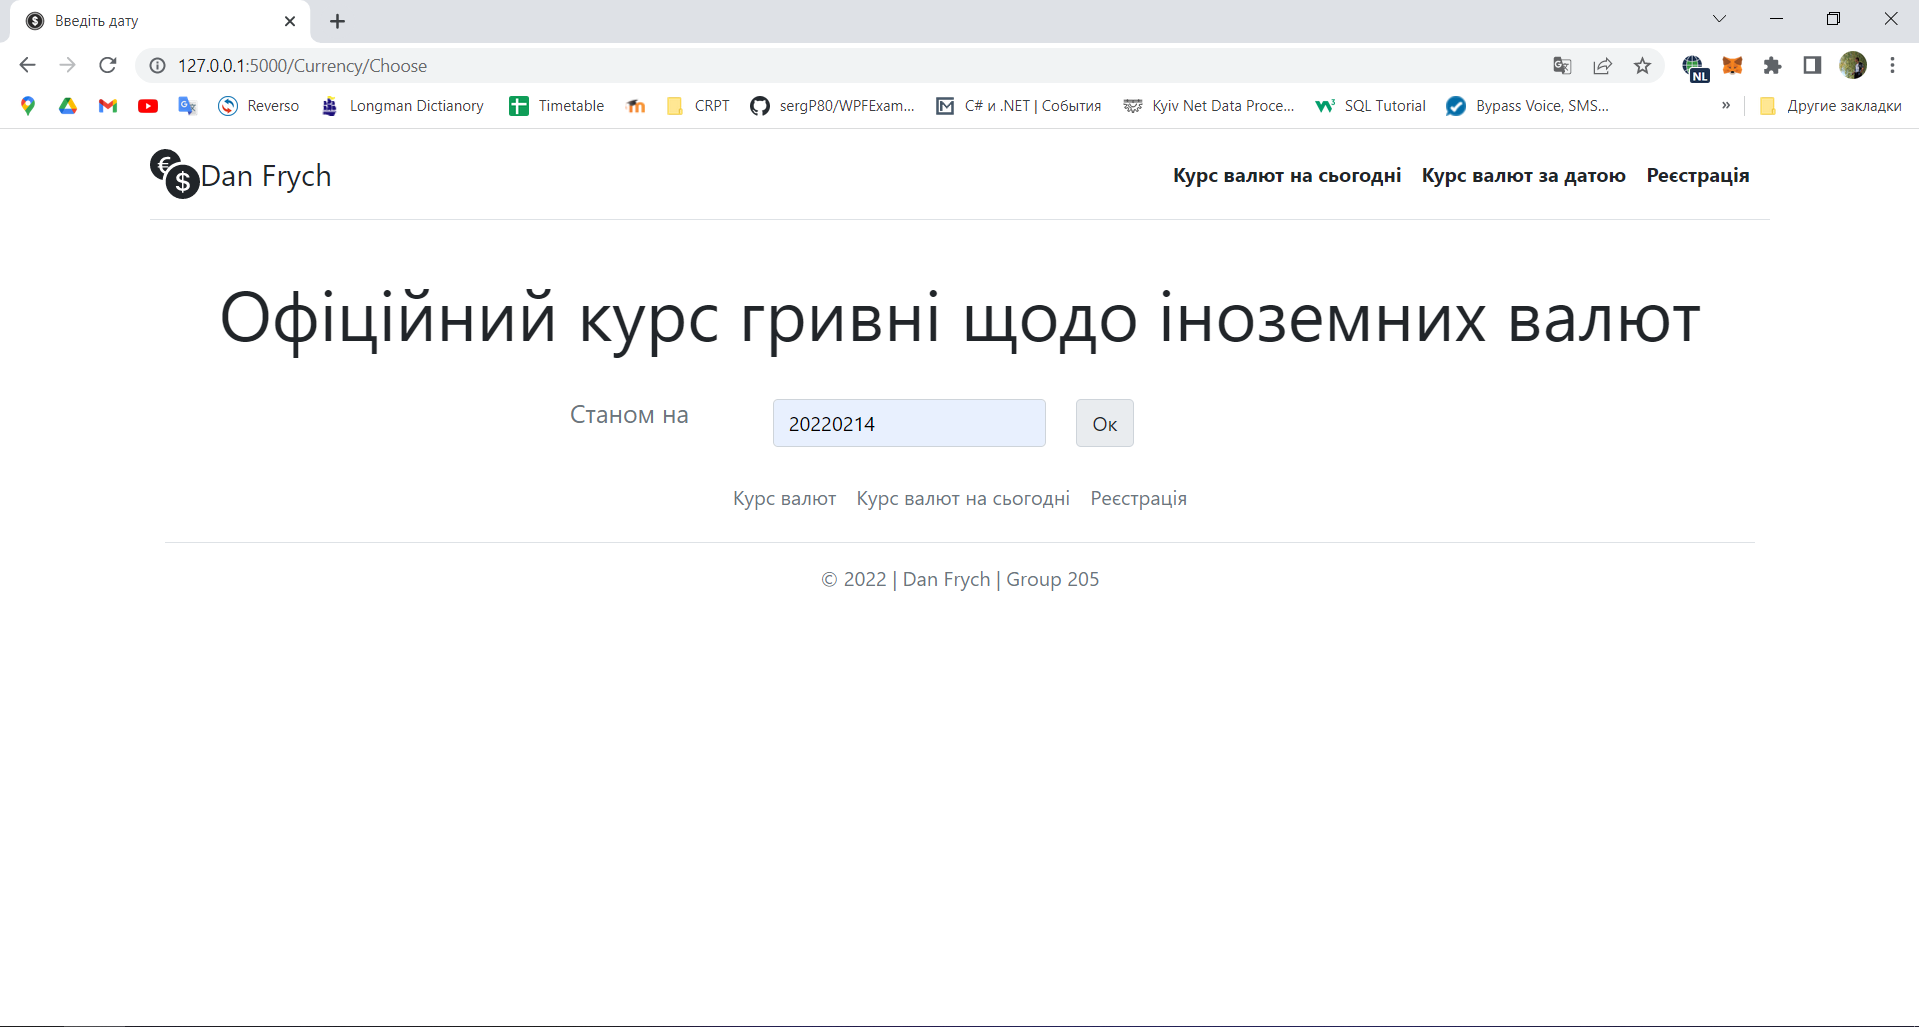 Введіть дату
127.0.0.1:5000/Currency/Choose
NL
Reverso
Longman Dictianory
Timetable
CRPT
sergP80/WPFExam...
C# и .NET | События
Kyiv Net Data Proce...
SQL Tutorial
Bypass Voice, SMS...
»
Другие закладки
Dan Frych
Курс валют на сьогодні
Курс валют за датою
Реєстрація
Офіційний курс гривні щодо іноземних валют
Станом на
20220214
Ок
Курс валют
Курс валют на сьогодні
Реєстрація
© 2022 | Dan Frych | Group 205